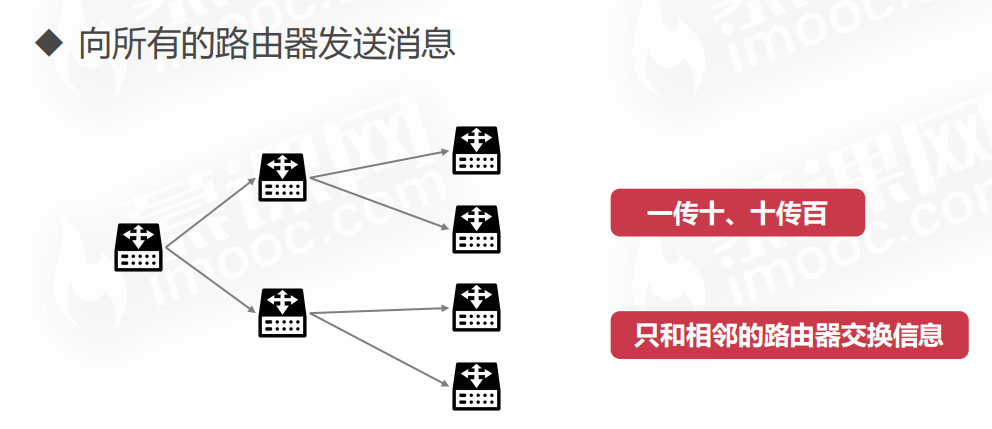 向所有的路由器发送消息
一传十、十传百
只和相邻的路由器交换信息
慕课网
imooc.com